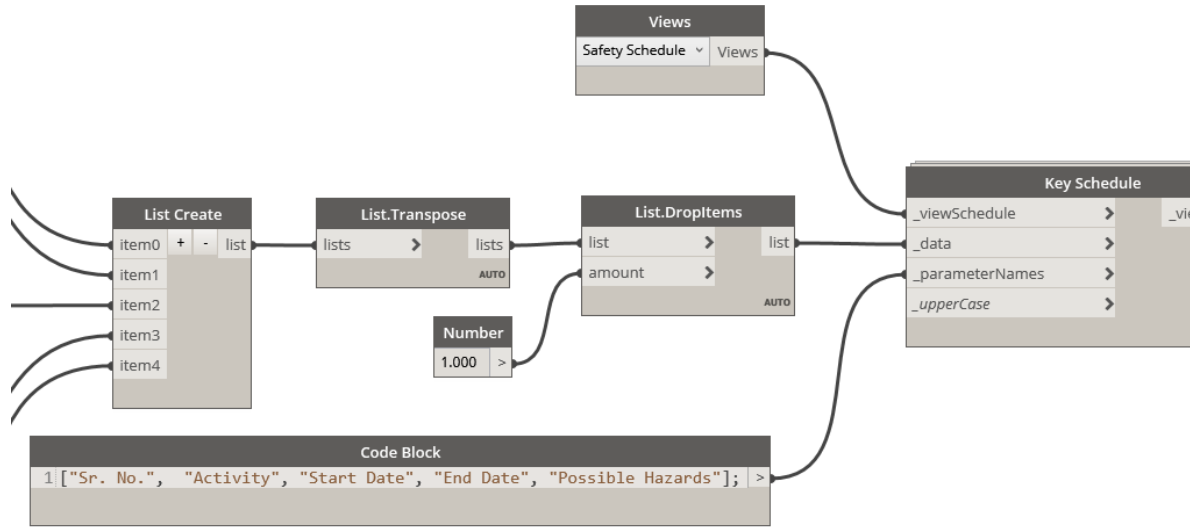 Views
Safety Schedule Views
Key Schedule
_viewSchedule
_data
_parameterNames
_upperCase
List Create
item0 + - list
item1
item2
item3
item4
List.Transpose
lists > lists
AUTO
List.DropItems
list > list
amount >
AUTO
Number
1.000 >
Code Block
1 ["Sr. No.", "Activity", "Start Date", "End Date", "Possible Hazards"]; >